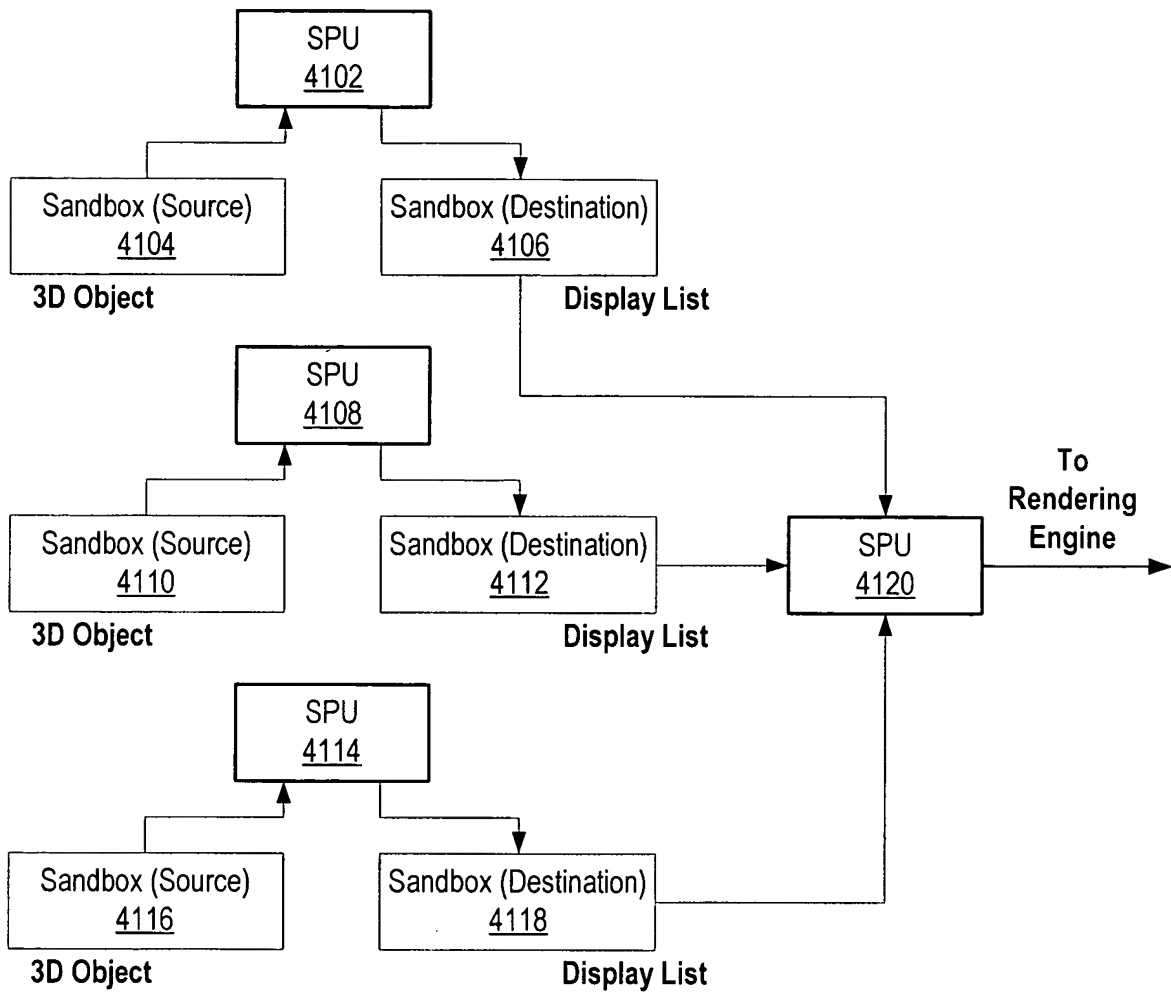 SPU
4102
Sandbox (Source)
4104
3D Object
Sandbox (Destination)
4106
Display List
SPU
4108
Sandbox (Source)
4110
3D Object
Sandbox (Destination)
4112
Display List
SPU
4120
To
Rendering
Engine
SPU
4114
Sandbox (Source)
4116
3D Object
Sandbox (Destination)
4118
Display List